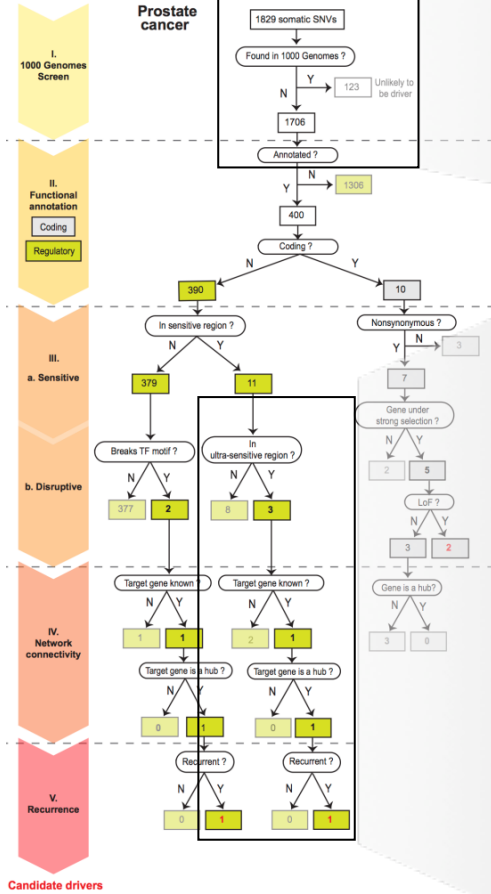 Prostate
cancer
1829 somatic SNVs
I.
1000 Genomes
Screen
Found in 1000 Genomes ?
Y
N
123
Unlikely to
be driver
1706
Annotated ?
N
Y
1306
II.
Functional
annotation
Coding
Regulatory
400
Coding ?
N
Y
390
10
In sensitive region ?
Nonsynonymous ?
N
Y
N
Y
3
III.
a. Sensitive
379
11
7
Gene under
strong selection ?
N
Y
Breaks TF motif ?
In
ultra-sensitive region ?
2
5
b. Disruptive
N
Y
N
Y
LoF ?
377
2
8
3
N
Y
3
2
Target gene known ?
Target gene known ?
Gene is a hub?
N
Y
N
Y
N
Y
IV.
Network
connectivity
1
1
2
1
3
0
Target gene is a hub ?
Target gene is a hub ?
N
Y
N
Y
0
1
0
1
Recurrent ?
Recurrent ?
V.
Recurrence
N
Y
N
Y
0
1
0
1
Candidate drivers